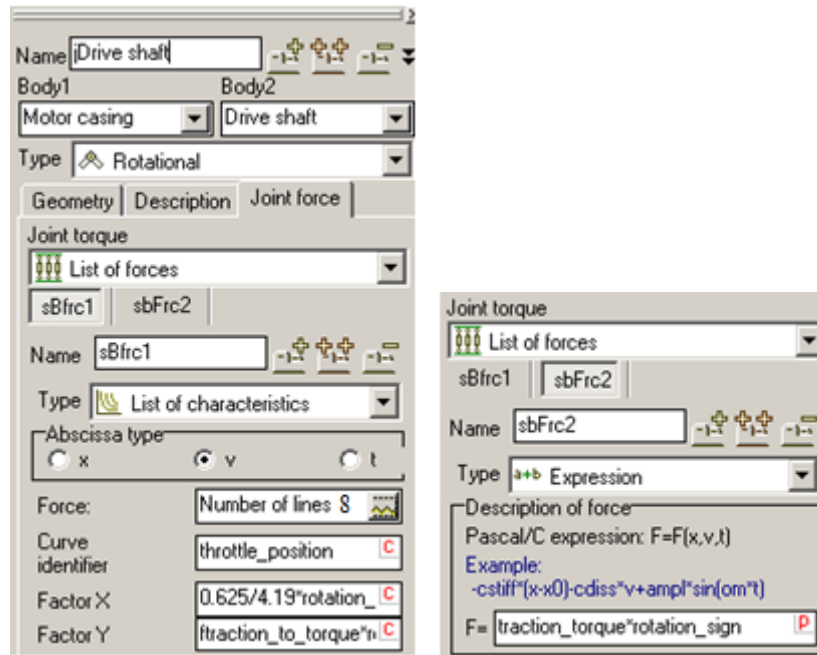 Name jDrive shaft
Body1 Body2
Motor casing Drive shaft
Type Rotational
Geometry Description Joint force
Joint torque
List of forces
sBfrc1 sbFrc2
Name sBfrc1
Type List of characteristics
Abscissa type
x v t
Force: Number of lines 8
Curve identifier throttle_position C
Factor X 0.625/4.19*rotation_ C
Factor Y ftraction_to_torque*r C
Joint torque
List of forces
sBfrc1 sbFrc2
Name sbFrc2
Type a+b Expression
Description of force
Pascal/C expression: F=F(x,v,t)
Example:
-cstiff*(x-x0)-cdiss*v+ampl*sin(om*t)
F= traction_torque*rotation_sign P